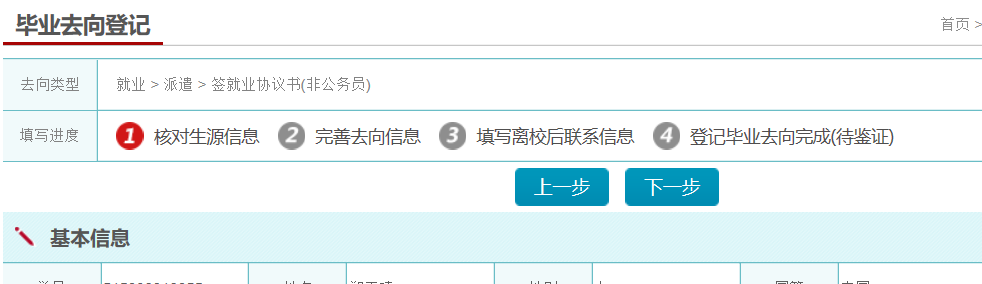 毕业去向登记
首页 >
去向类型 就业 > 派遣 > 签就业协议书(非公务员)
填写进度 1 核对生源信息 2 完善去向信息 3 填写离校后联系信息 4 登记毕业去向完成(待鉴证)
上一步 下一步
基本信息